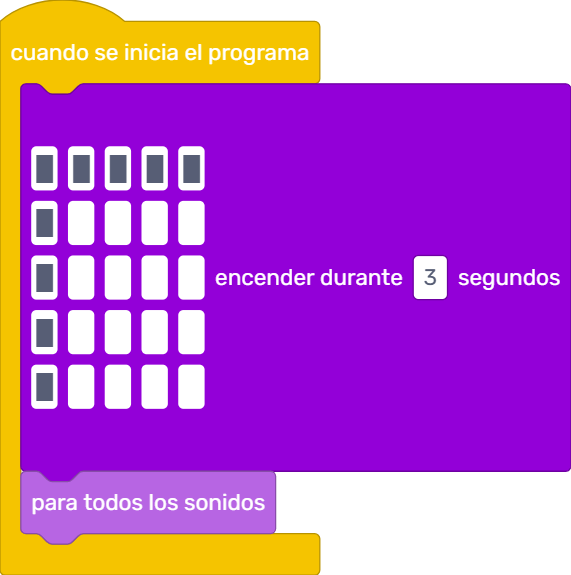 cuando se inicia el programa
encender durante 3 segundos
para todos los sonidos